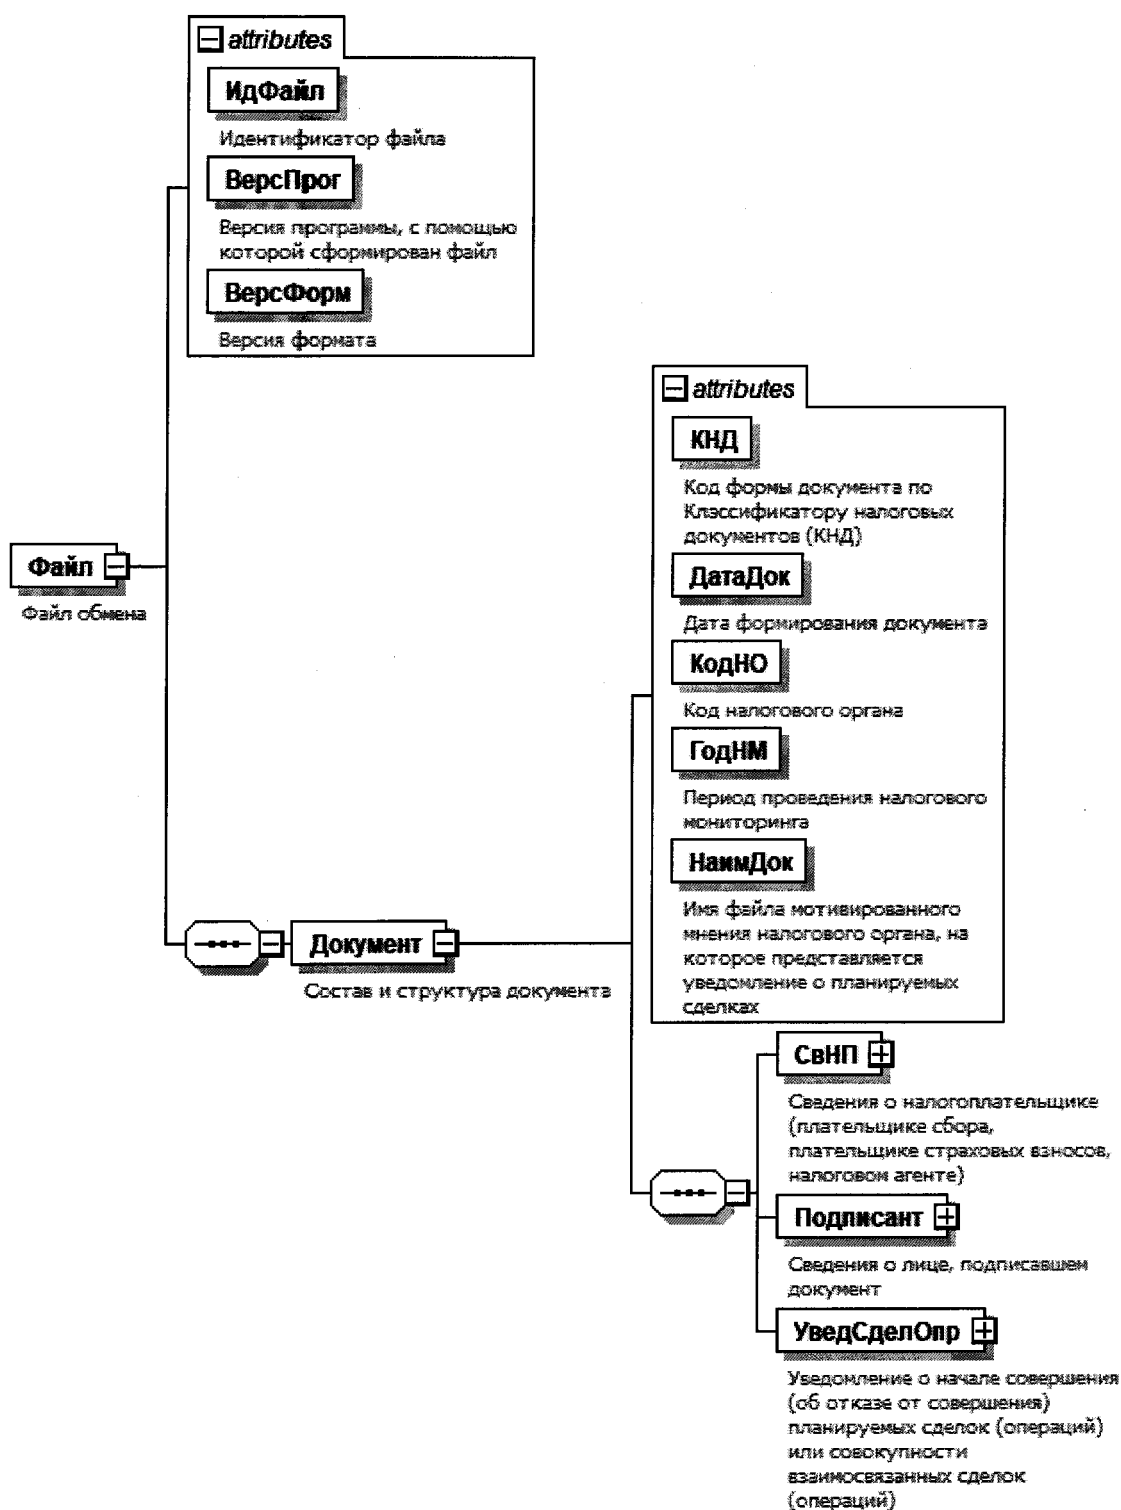 attributes
ИдФайл
Идентификатор файла
ВерсПрог
Версия программы, с помощью
которой сформирован файл
ВерсФорм
Версия формата
attributes
КНД
Код формы документа по
Классификатору налоговых
документов (КНД)
Файл
Файл обмена
ДатаДок
Дата формирования документа
КодНО
Код налогового органа
ГодНМ
Период проведения налогового
мониторинга
НаимДок
Имя файла мотивированного
мнения налогового органа, на
которое представляется
уведомление о планируемых
сделках
Документ
Состав и структура документа
СвНП
Сведения о налогоплательщике
(плательщике сбора,
плательщике страховых взносов,
налоговом агенте)
Подписант
Сведения о лице, подписавшем
документ
УведСделОпр
Уведомление о начале совершения
(об отказе от совершения)
планируемых сделок (операций)
или совокупности
взаимосвязанных сделок
(операций)